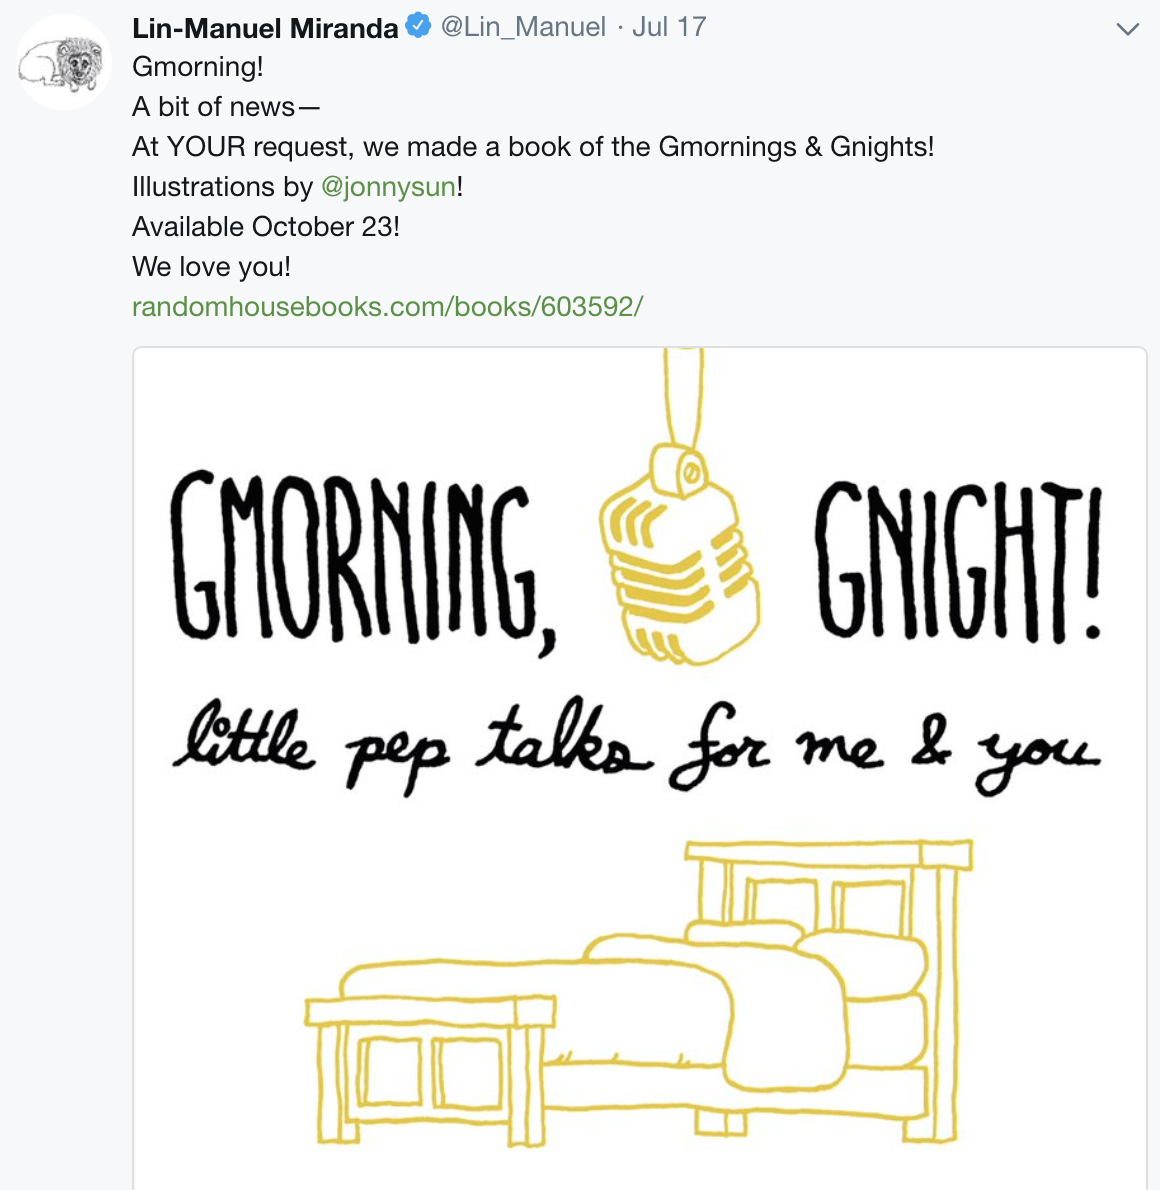 Lin-Manuel Miranda @Lin_Manuel · Jul 17
Gmorning!
A bit of news—
At YOUR request, we made a book of the Gmornings & Gnights!
Illustrations by @jonnysun!
Available October 23!
We love you!
randomhousebooks.com/books/603592/
GMORNING, GNIGHT!
little pep talks for me & you